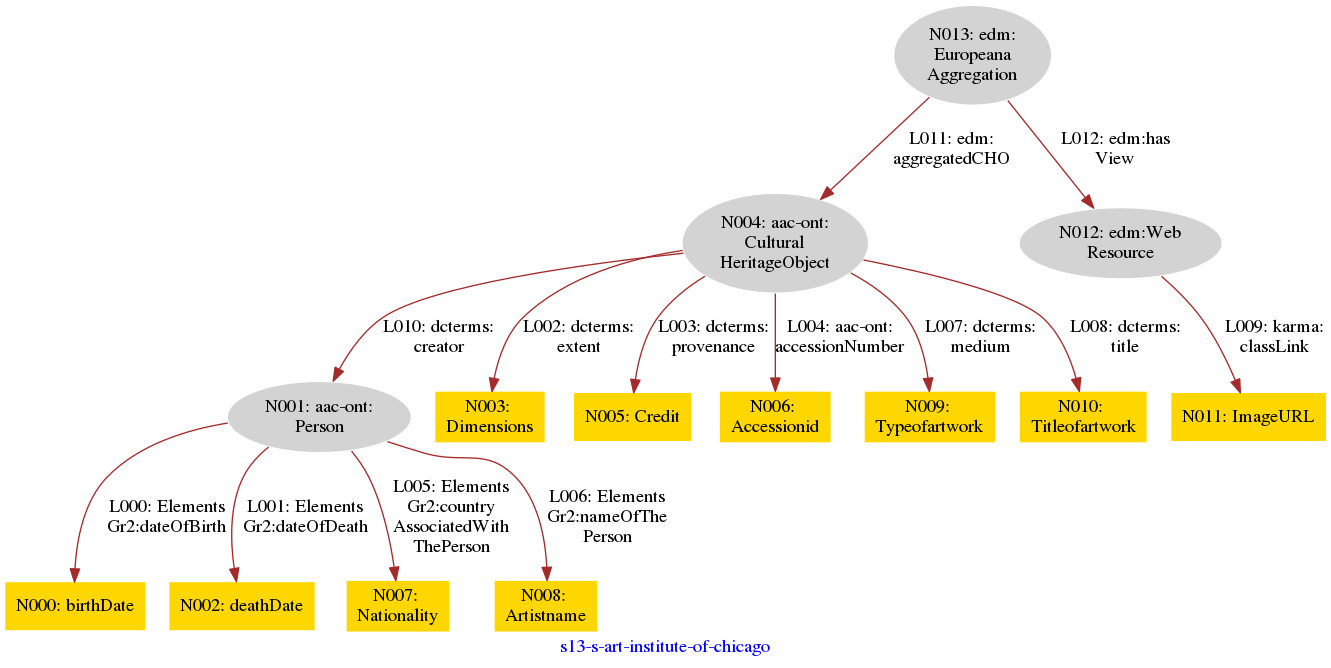 N013: edm:
Europeana
Aggregation
L011: edm:
aggregatedCHO
L012: edm:has
View
N004: aac-ont:
Cultural
HeritageObject
N012: edm:Web
Resource
L010: dcterms:
creator
L002: dcterms:
extent
L003: dcterms:
provenance
L004: aac-ont:
accessionNumber
L007: dcterms:
medium
L008: dcterms:
title
L009: karma:
classLink
N001: aac-ont:
Person
N003:
Dimensions
N005: Credit
N006:
Accessionid
N009:
Typeofartwork
N010:
Titleofartwork
N011: ImageURL
L000: Elements
Gr2:dateOfBirth
L001: Elements
Gr2:dateOfDeath
L005: Elements
Gr2:country
AssociatedWith
ThePerson
L006: Elements
Gr2:nameOfThe
Person
N000: birthDate
N002: deathDate
N007:
Nationality
N008:
Artistname
s13-s-art-institute-of-chicago